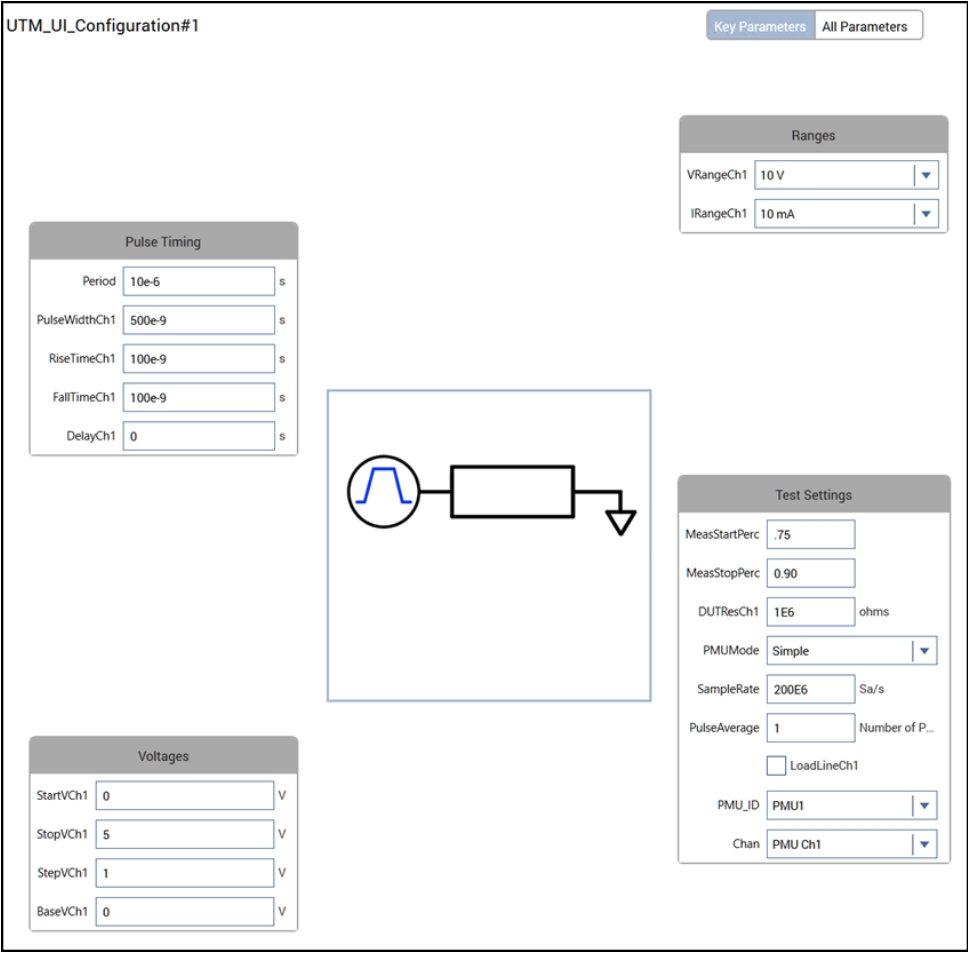 UTM_UI_Configuration#1
Key Parameters All Parameters
Ranges
VRangeCh1 10 V
IRangeCh1 10 mA
Pulse Timing
Period 10e-6 s
PulseWidthCh1 500e-9 s
RiseTimeCh1 100e-9 s
FallTimeCh1 100e-9 s
DelayCh1 0 s
Test Settings
MeasStartPerc .75
MeasStopPerc 0.90
DUTResCh1 1E6 ohms
PMUMode Simple
SampleRate 200E6 Sa/s
PulseAverage 1 Number of P...
LoadLineCh1
PMU_ID PMU1
Chan PMU Ch1
Voltages
StartVCh1 0 V
StopVCh1 5 V
StepVCh1 1 V
BaseVCh1 0 V